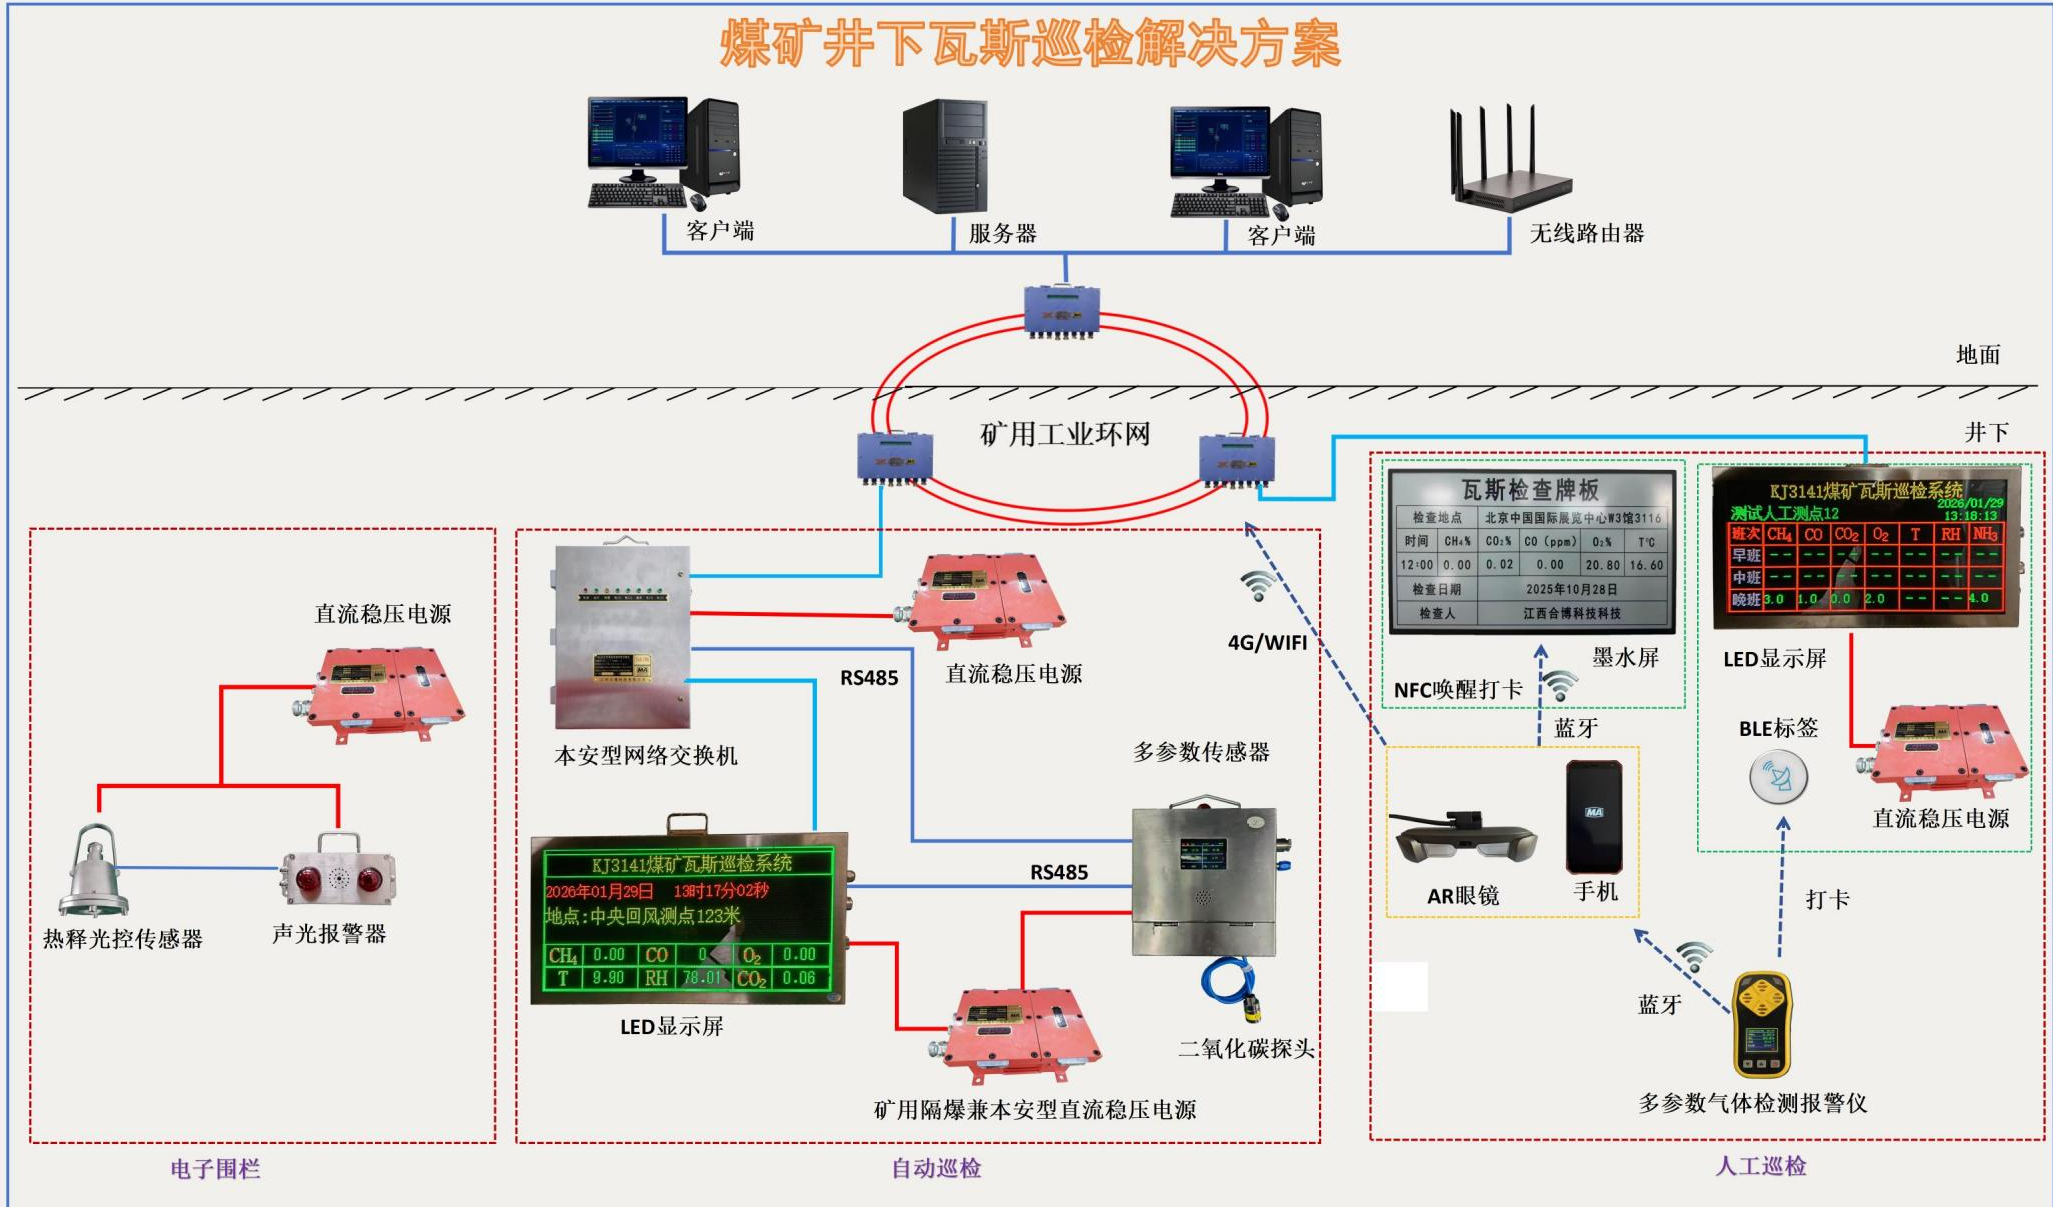 煤矿井下瓦斯巡检解决方案
客户端
服务器
客户端
无线路由器
地面
矿用工业环网
井下
直流稳压电源
热释光控传感器
声光报警器
电子围栏
直流稳压电源
RS485
本安型网络交换机
多参数传感器
MA
KJ3141煤矿瓦斯巡检系统
2026年01月29日 13时17分02秒
地点:中央回风测点123米
CH₄ 0.00 CO 0 O₂ 0.00
T 9.90 RH 78.01 CO₂ 0.06
LED显示屏
RS485
二氧化碳探头
矿用隔爆兼本安型直流稳压电源
自动巡检
4G/WIFI
瓦斯检查牌板
检查地点 北京中国国际展览中心W3馆3116
时间 CH₄% CO₂% CO (ppm) O₂% T℃
12:00 0.00 0.02 0.00 20.80 16.60
检查日期 2025年10月28日
检查人 江西合博科技科技
墨水屏
NFC唤醒打卡
蓝牙
KJ3141煤矿瓦斯巡检系统
2026/01/29
测试人工测点12 13:18:13
班次 CH₄ CO CO₂ O₂ T RH NH₃
早班 -- -- -- -- -- -- --
中班 -- -- -- -- -- -- --
晚班 3.0 1.0 0.0 2.0 -- -- 4.0
LED显示屏
BLE标签
直流稳压电源
MA
AR眼镜
手机
打卡
蓝牙
多参数气体检测报警仪
人工巡检